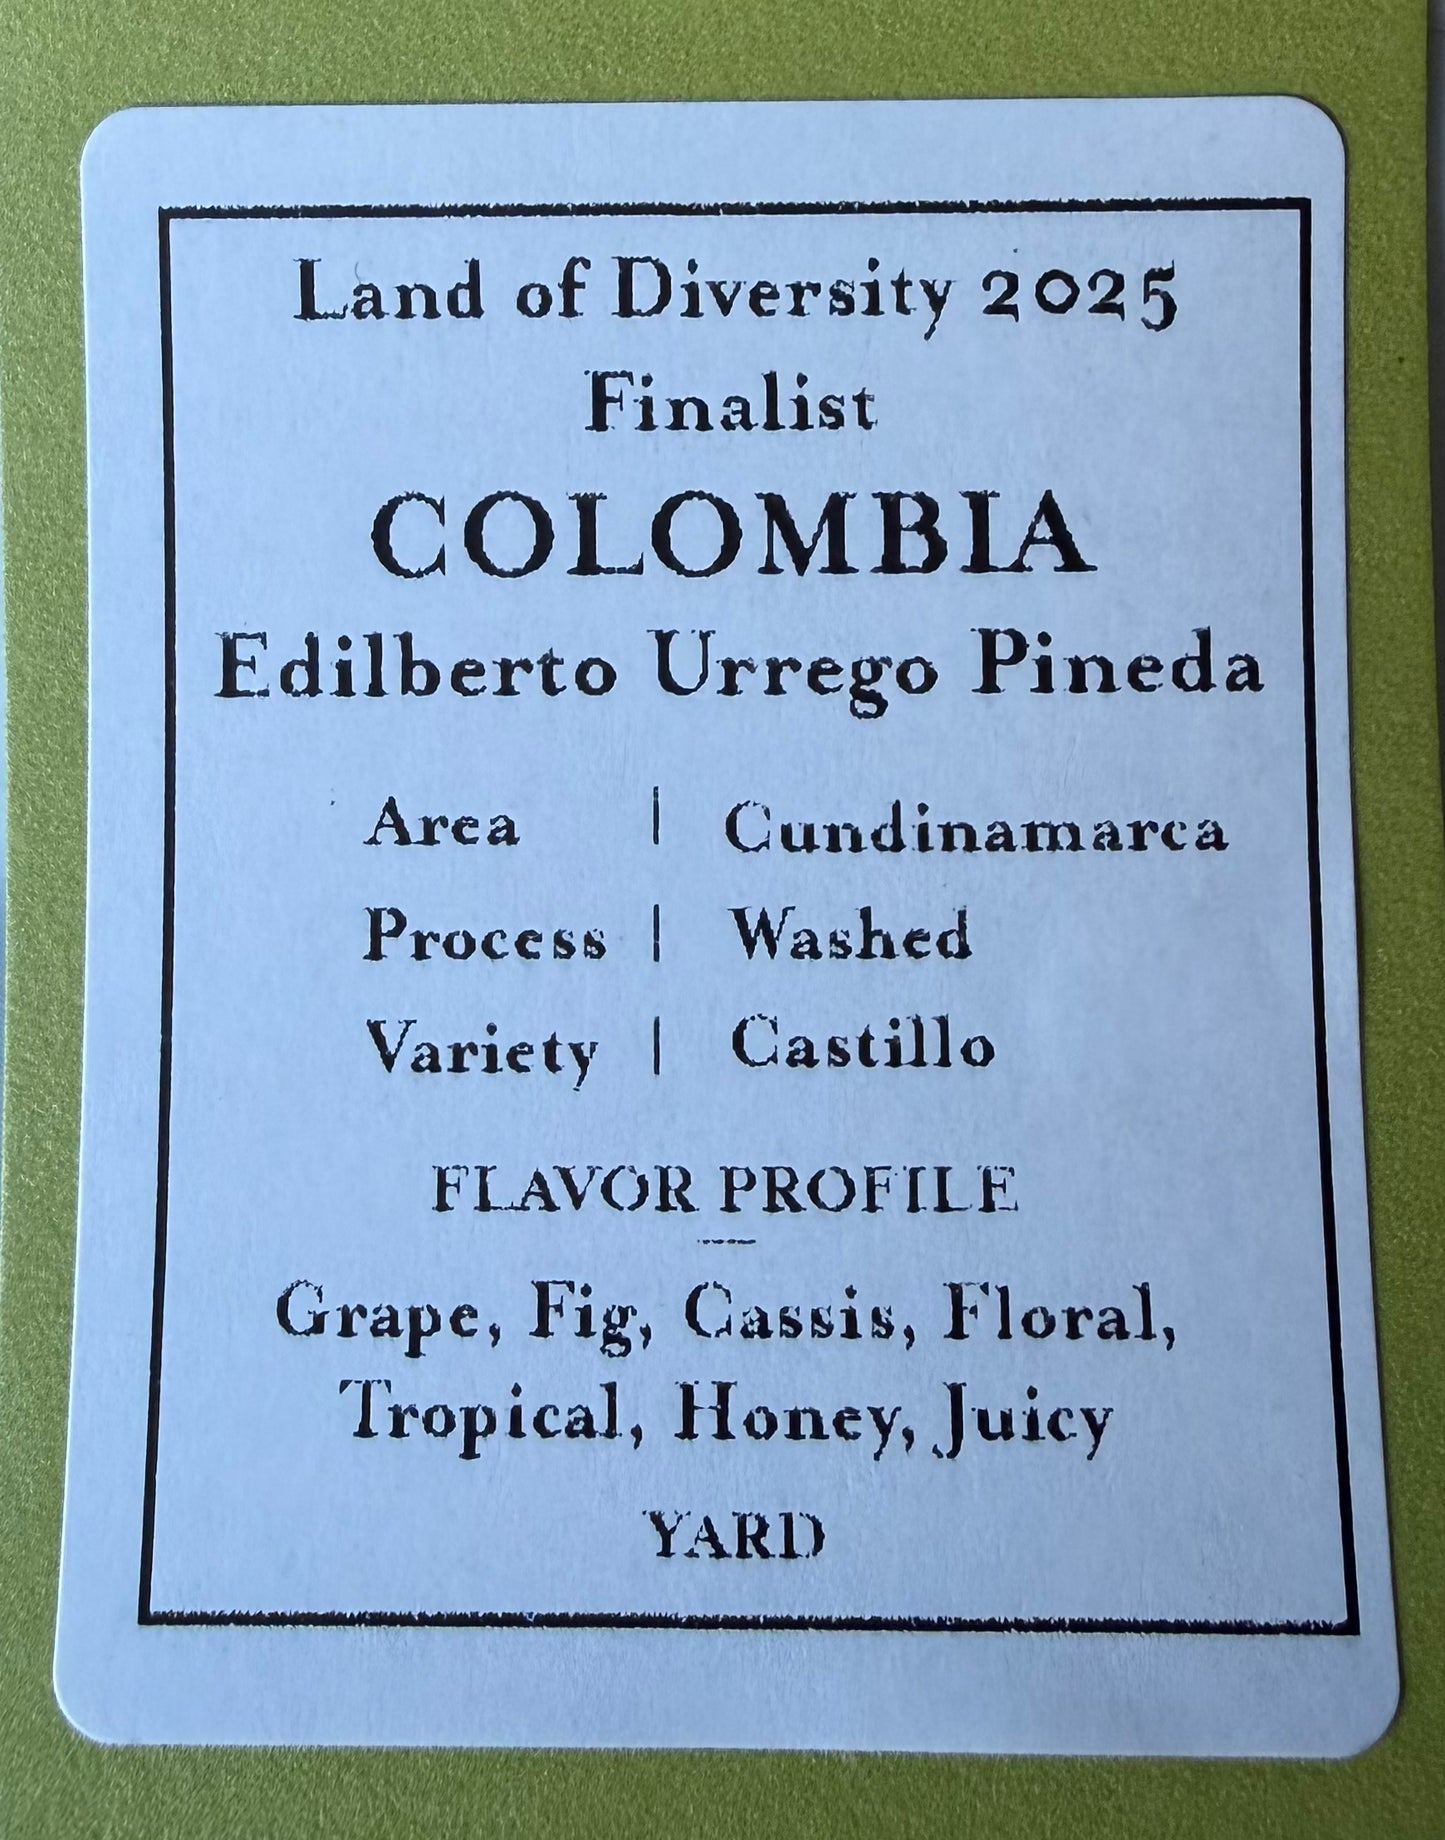 Land of Diversity 2025
Finalist
COLOMBIA
Edilberto Urrego Pineda
Area | Cundinamarca
Process | Washed
Variety | Castillo
FLAVOR PROFILE
Grape, Fig, Cassis, Floral,
Tropical, Honey, Juicy
YARD